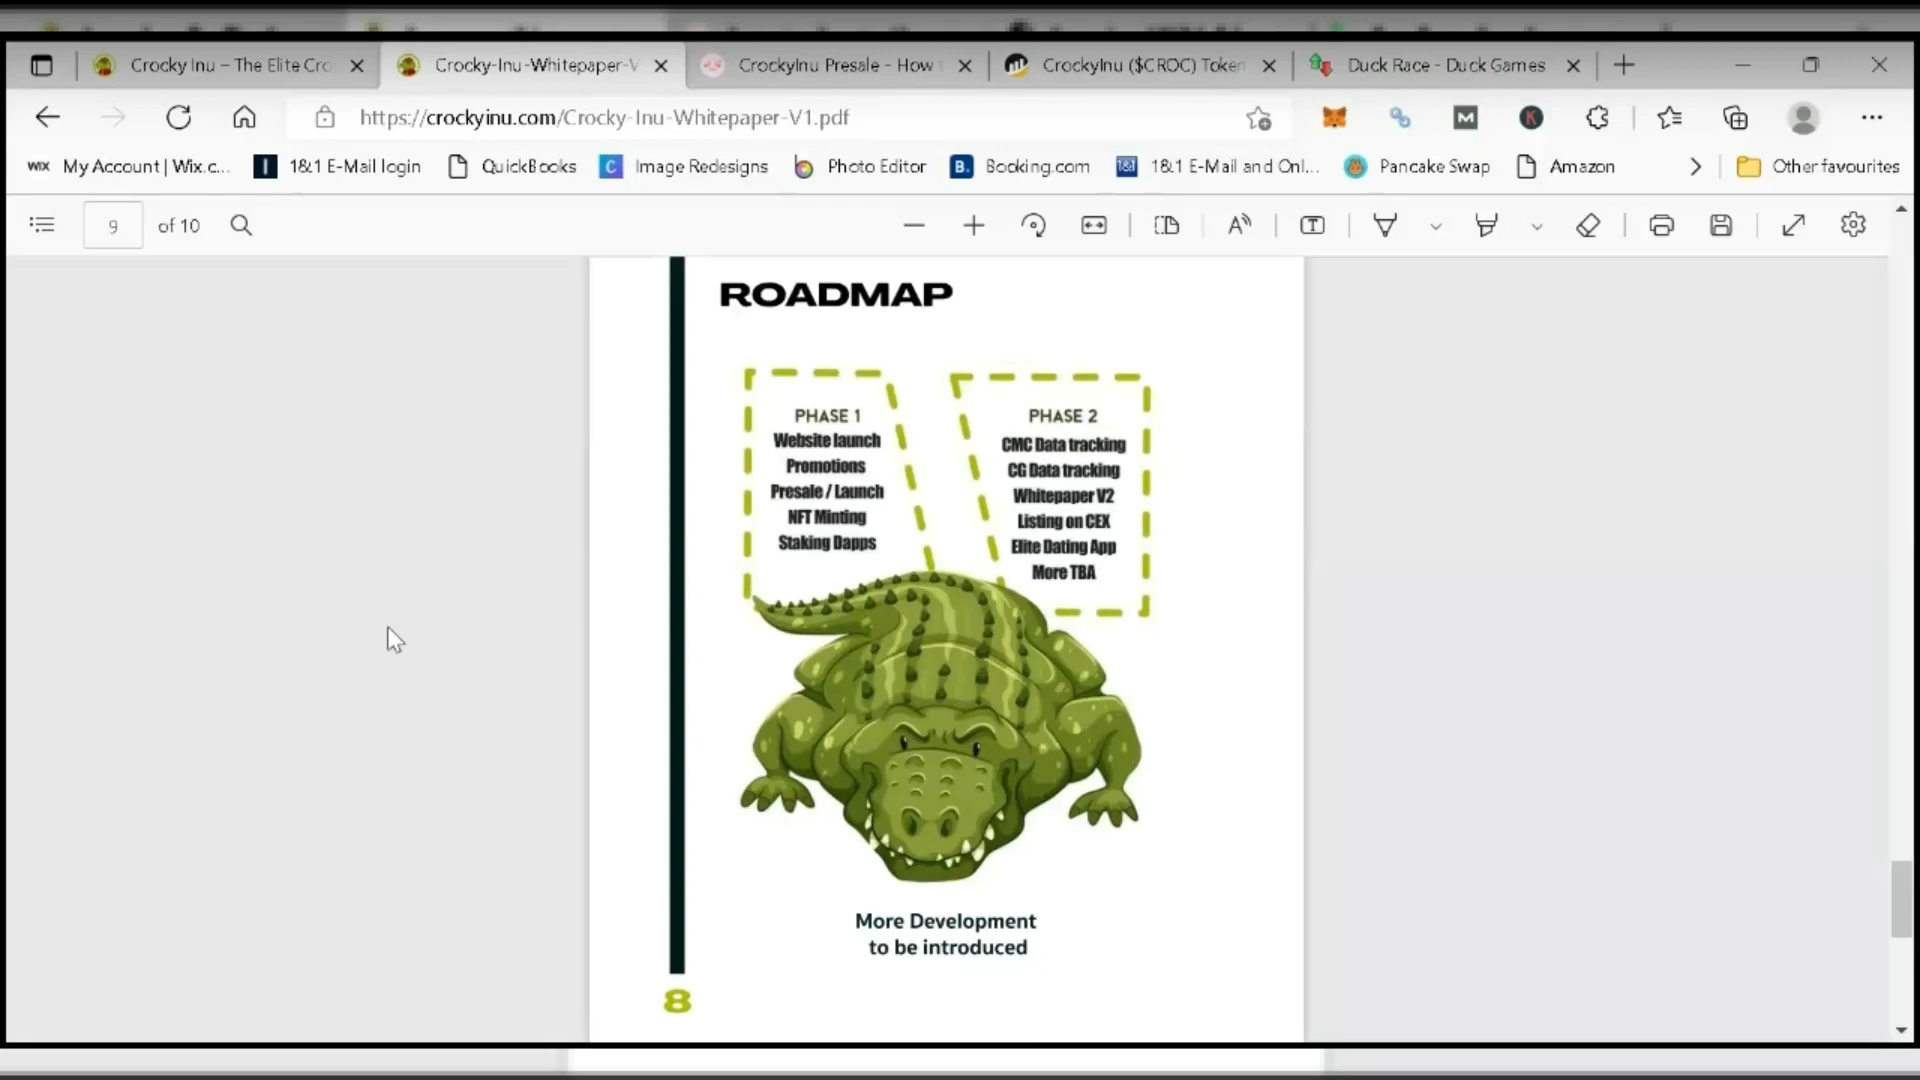 Crocky Inu – The Elite Cro
Crocky-Inu-Whitepaper-V
CrockyInu Presale - How t
CrockyInu ($CROC) Token
Duck Race - Duck Games
https://crockyinu.com/Crocky-Inu-Whitepaper-V1.pdf
WIX My Account | Wix.c...
1&1 E-Mail login
QuickBooks
C Image Redesigns
Photo Editor
B. Booking.com
1&1 1&1 E-Mail and Onl...
Pancake Swap
Amazon
Other favourites
9 of 10
ROADMAP
PHASE 1
Website launch
Promotions
Presale / Launch
NFT Minting
Staking Dapps
PHASE 2
CMC Data tracking
CG Data tracking
Whitepaper V2
Listing on CEX
Elite Dating App
More TBA
More Development
to be introduced
8